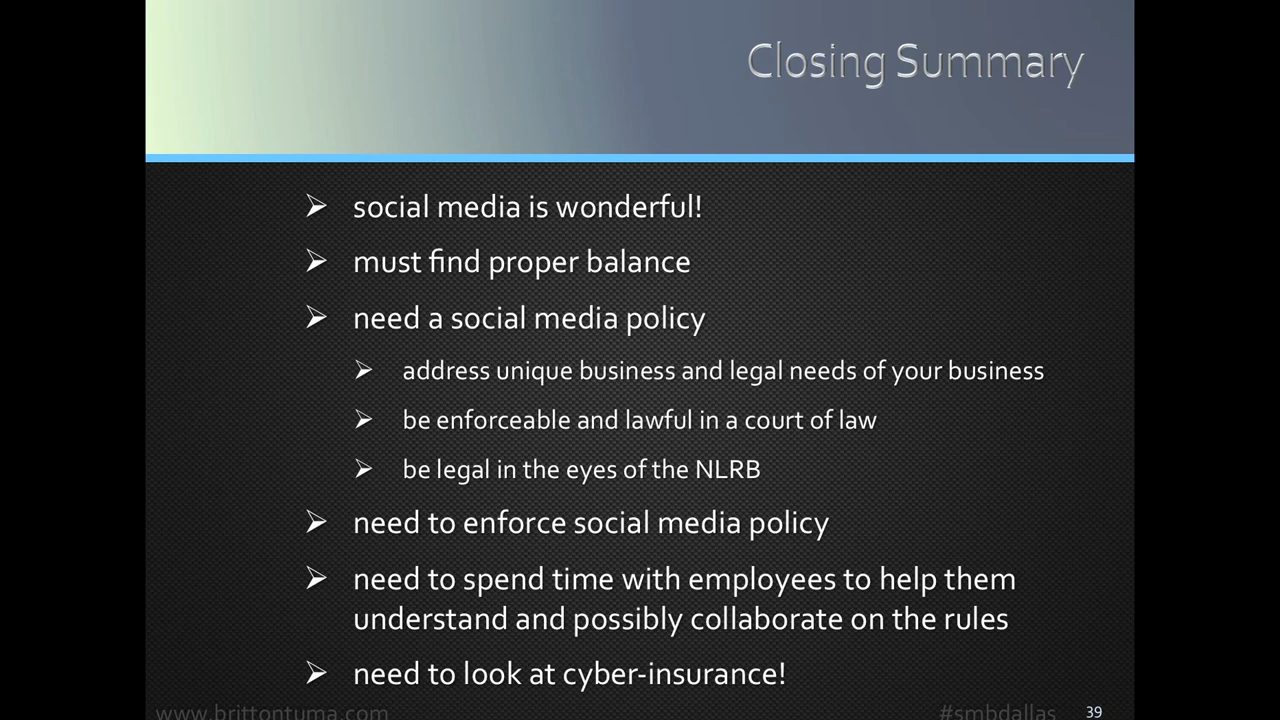 Closing Summary
social media is wonderful!
must find proper balance
need a social media policy
address unique business and legal needs of your business
be enforceable and lawful in a court of law
be legal in the eyes of the NLRB
need to enforce social media policy
need to spend time with employees to help them
understand and possibly collaborate on the rules
need to look at cyber-insurance!
www.brittontuma.com #smbdallas 39